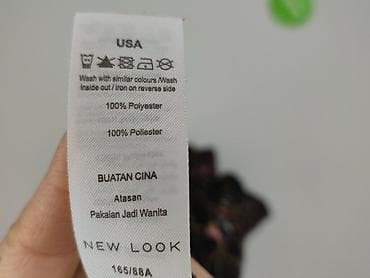 USA
Wash with similar colours /Wash
inside out / Iron on reverse side
100% Polyester
100% Poliester
BUATAN CINA
Atasan
Pakaian Jadi Wanita
NEW LOOK
165/88A